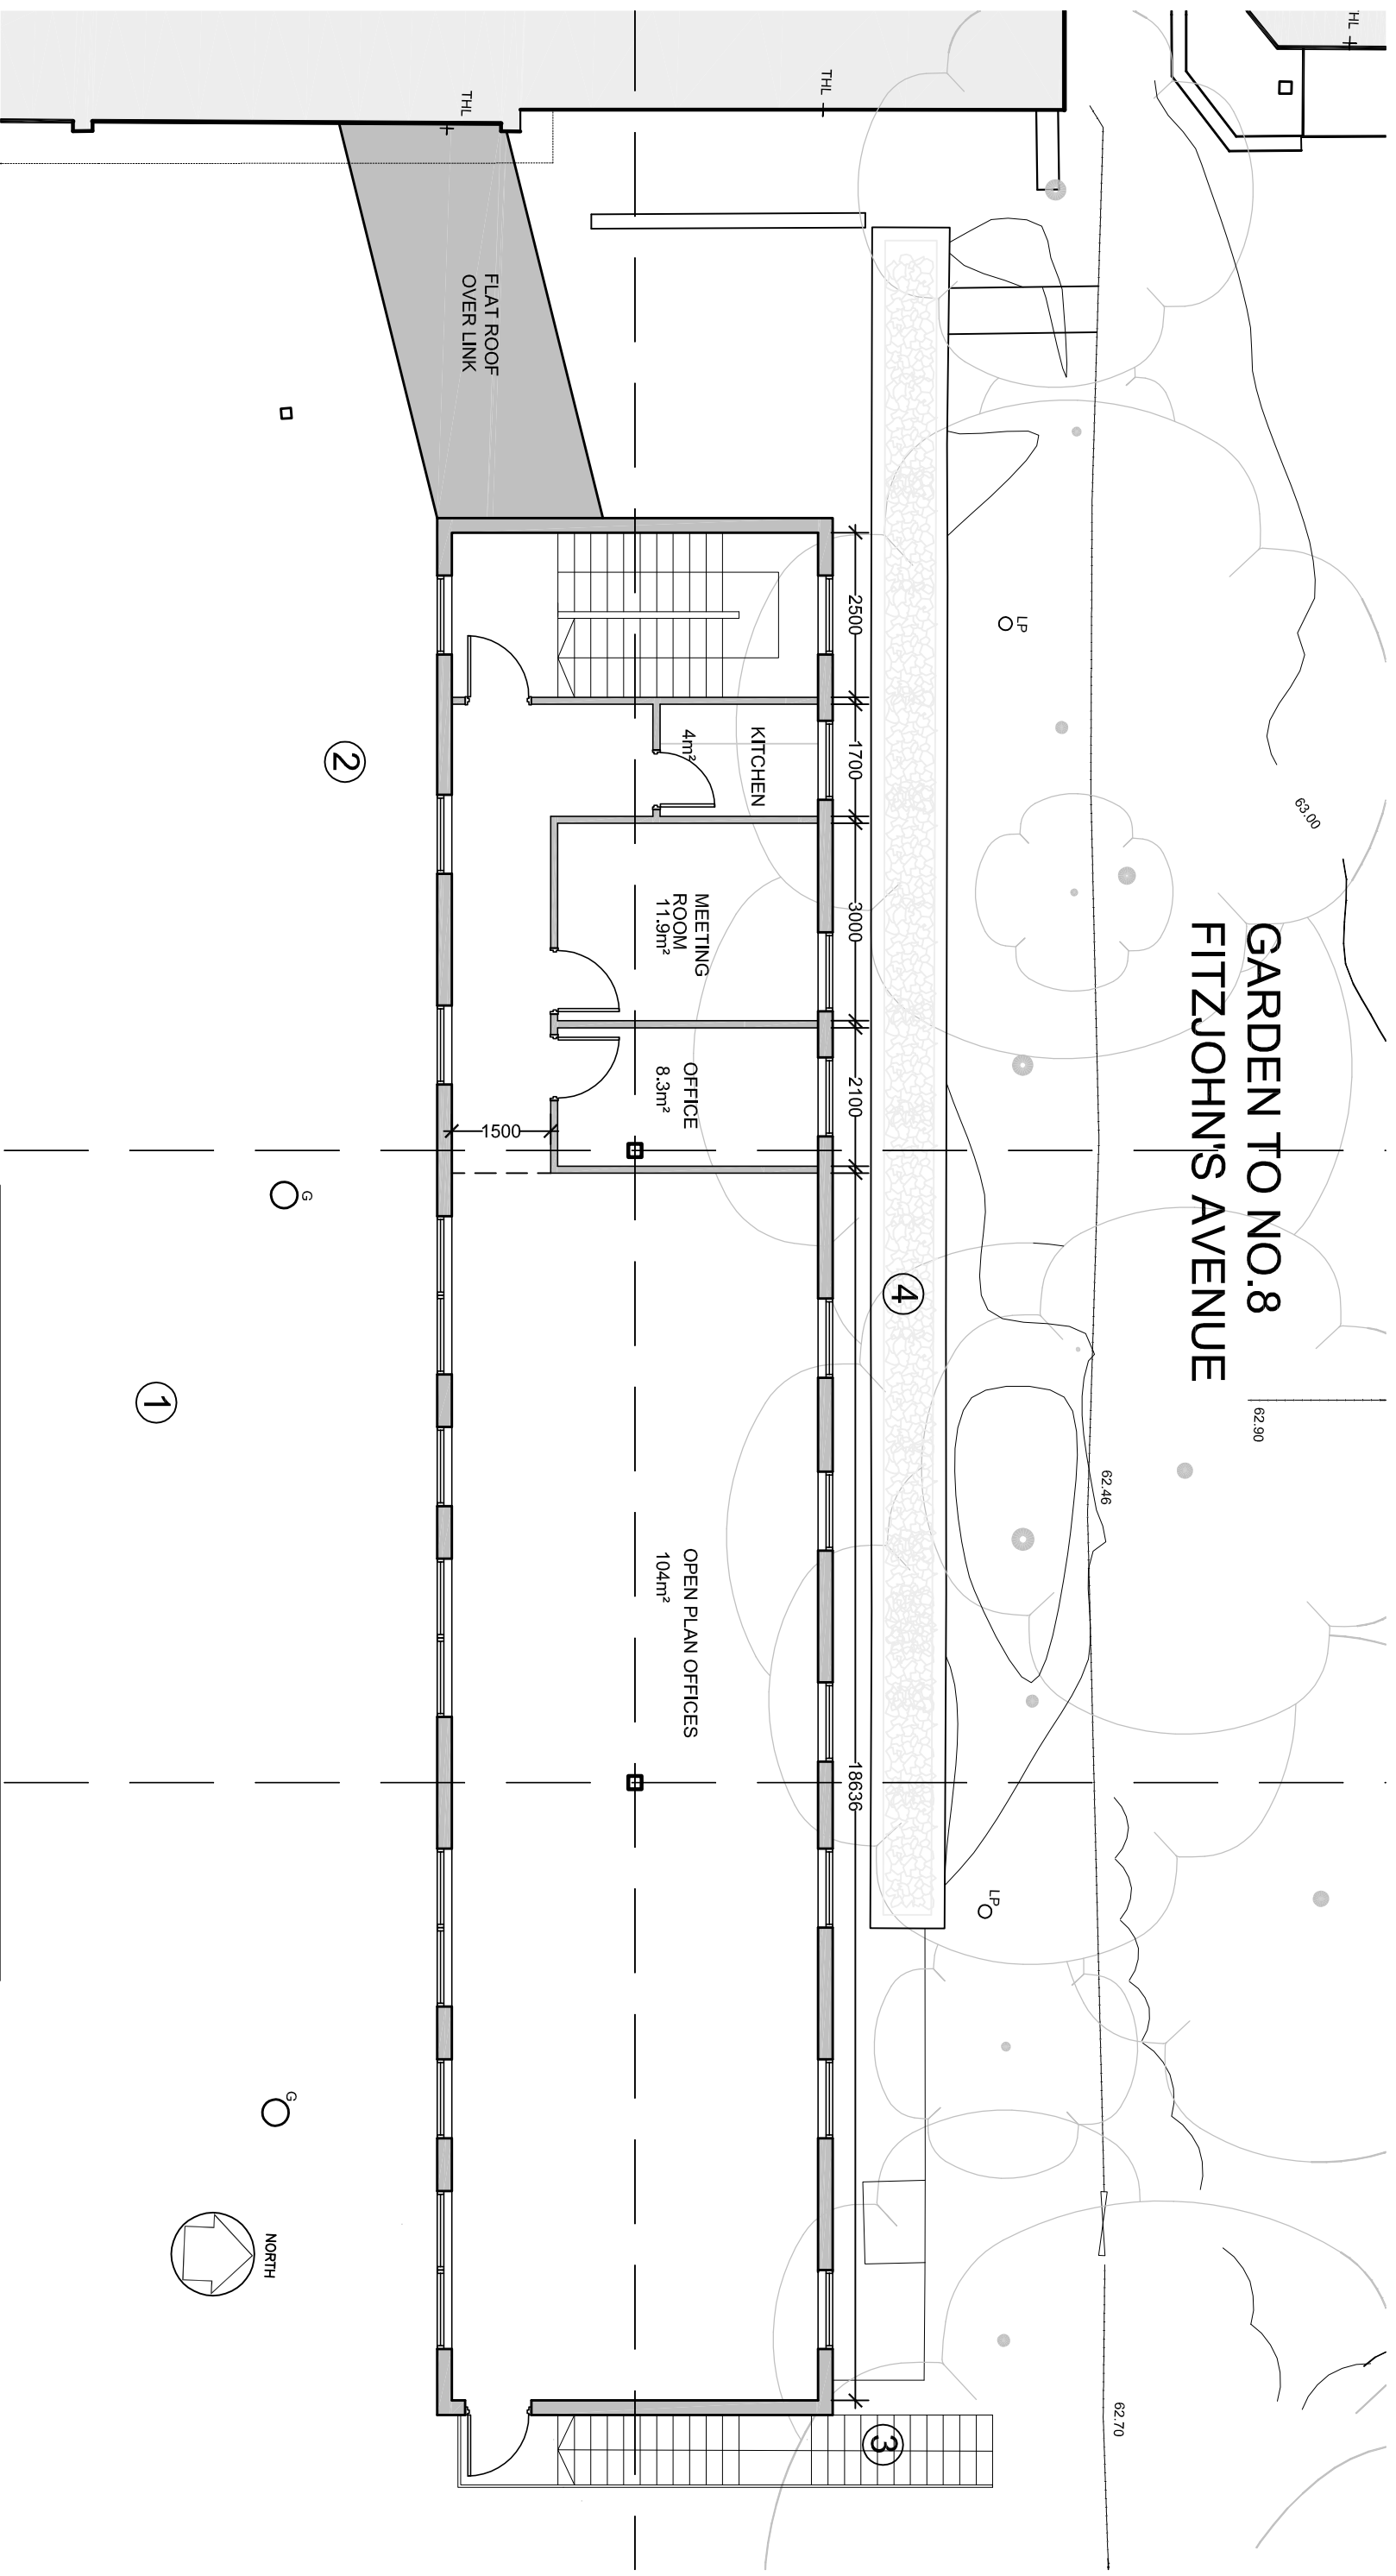 GARDEN TO NO.8
FITZJOHN'S AVENUE
THL
THL
THL
63.00
62.90
62.46
62.70
LP
LP
FLAT ROOF
OVER LINK
2500
1700
3000
2100
18636
1500
KITCHEN
4m²
MEETING
ROOM
11.9m²
OFFICE
8.3m²
OPEN PLAN OFFICES
104m²
4
3
2
1
G
G
NORTH